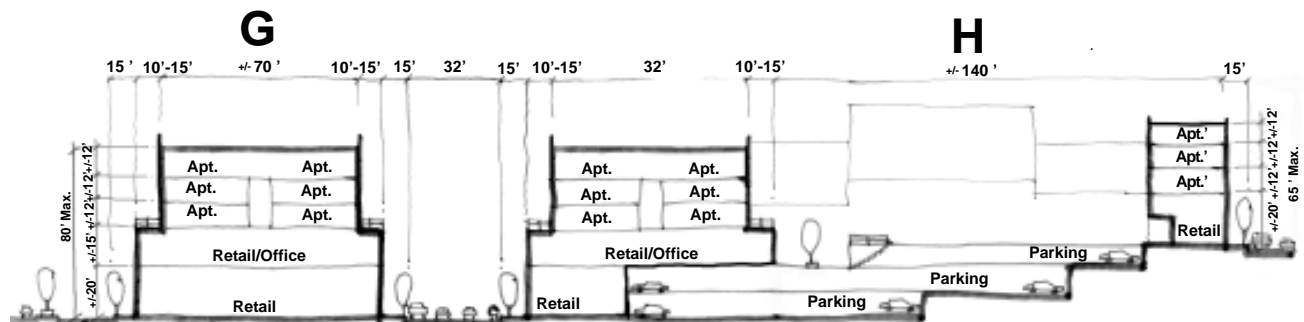 G H
15 ' 10'-15' +/- 70 ' 10'-15' 15' 32' 15' 10'-15' 32' 10'-15' +/- 140 ' 15'
80' Max.
+/-20' +/-15' +/-12' +/-12' +/-12'
Apt. Apt. Apt. Apt. Apt.'
Apt. Apt. Apt. Apt. Apt.'
Apt. Apt. Apt. Apt. Apt.'
+/-20' +/-12' +/-12' +/-12'
65 ' Max.
Retail
Retail/Office Retail/Office Parking
Retail Retail Parking Parking